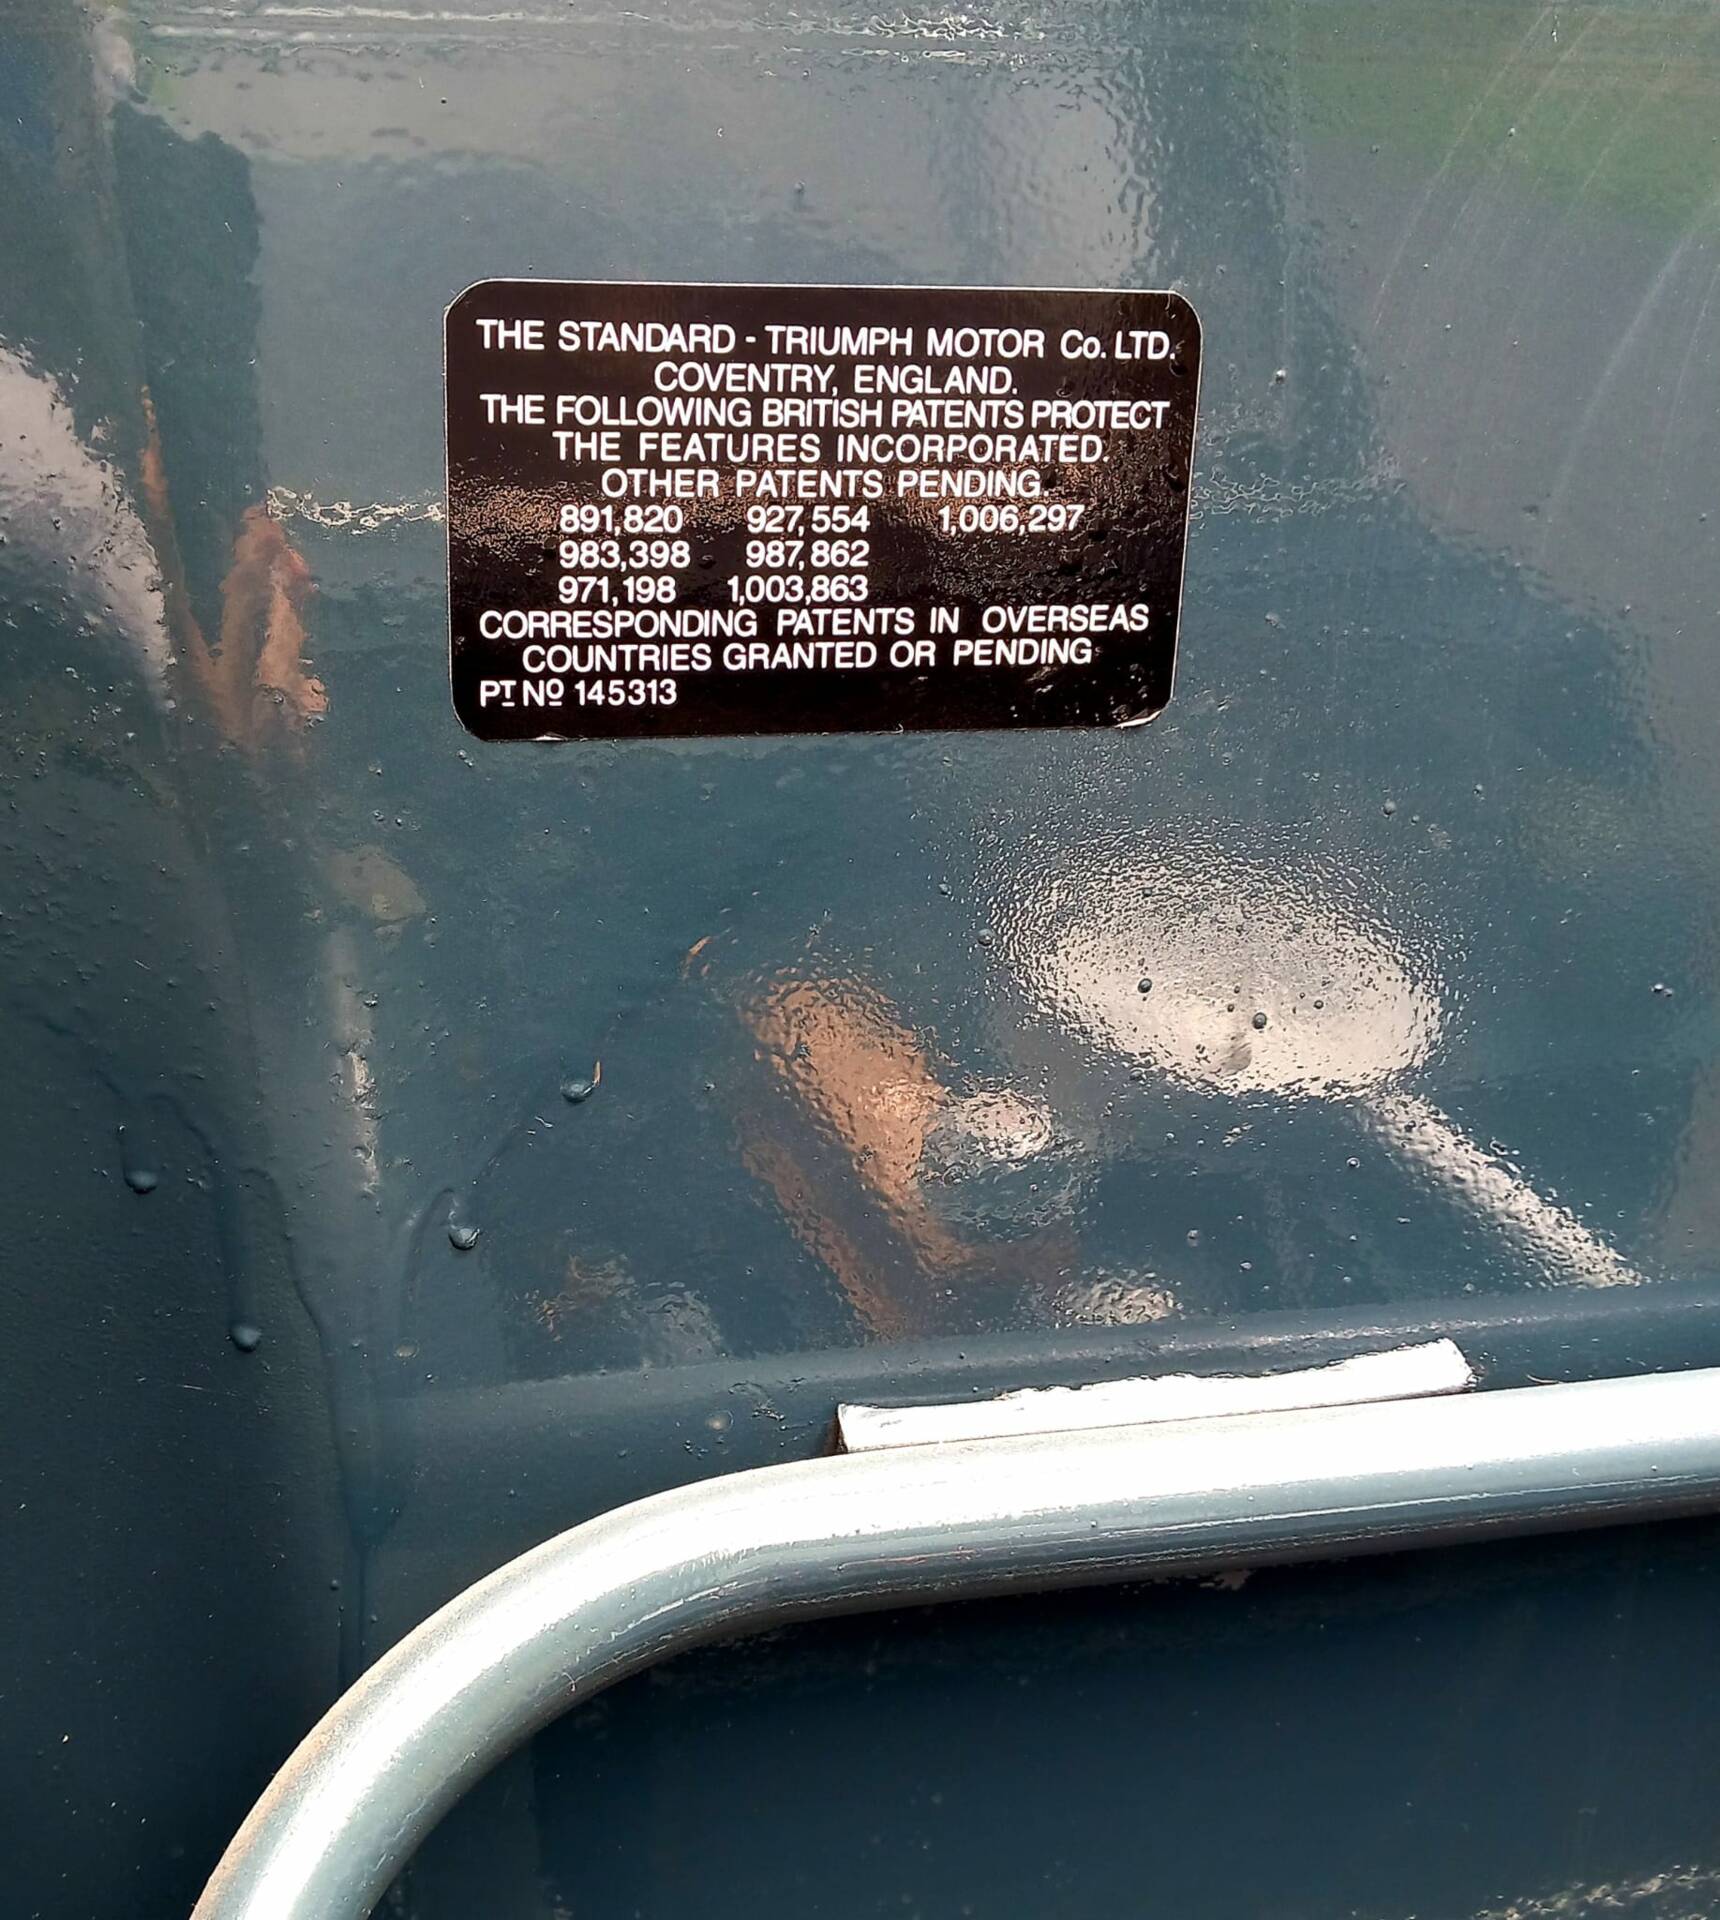 THE STANDARD - TRIUMPH MOTOR Co. LTD.
COVENTRY, ENGLAND.
THE FOLLOWING BRITISH PATENTS PROTECT
THE FEATURES INCORPORATED.
OTHER PATENTS PENDING.
891,820 927,554 1,006,297
983,398 987,862
971,198 1,003,863
CORRESPONDING PATENTS IN OVERSEAS
COUNTRIES GRANTED OR PENDING
PT Nº 145313